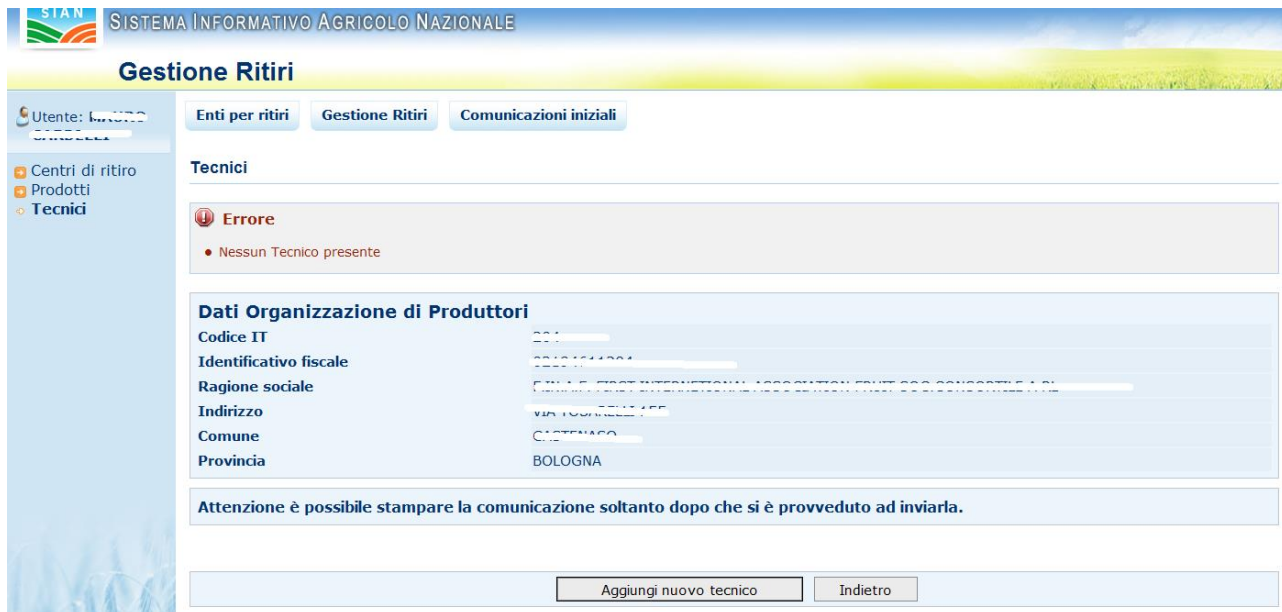 SIAN
SISTEMA INFORMATIVO AGRICOLO NAZIONALE
Gestione Ritiri
Utente:
Enti per ritiri Gestione Ritiri Comunicazioni iniziali
Centri di ritiro
Prodotti
Tecnici
Tecnici
Errore
• Nessun Tecnico presente
Dati Organizzazione di Produttori
Codice IT
Identificativo fiscale
Ragione sociale
Indirizzo
Comune
Provincia BOLOGNA
Attenzione è possibile stampare la comunicazione soltanto dopo che si è provveduto ad inviarla.
Aggiungi nuovo tecnico Indietro